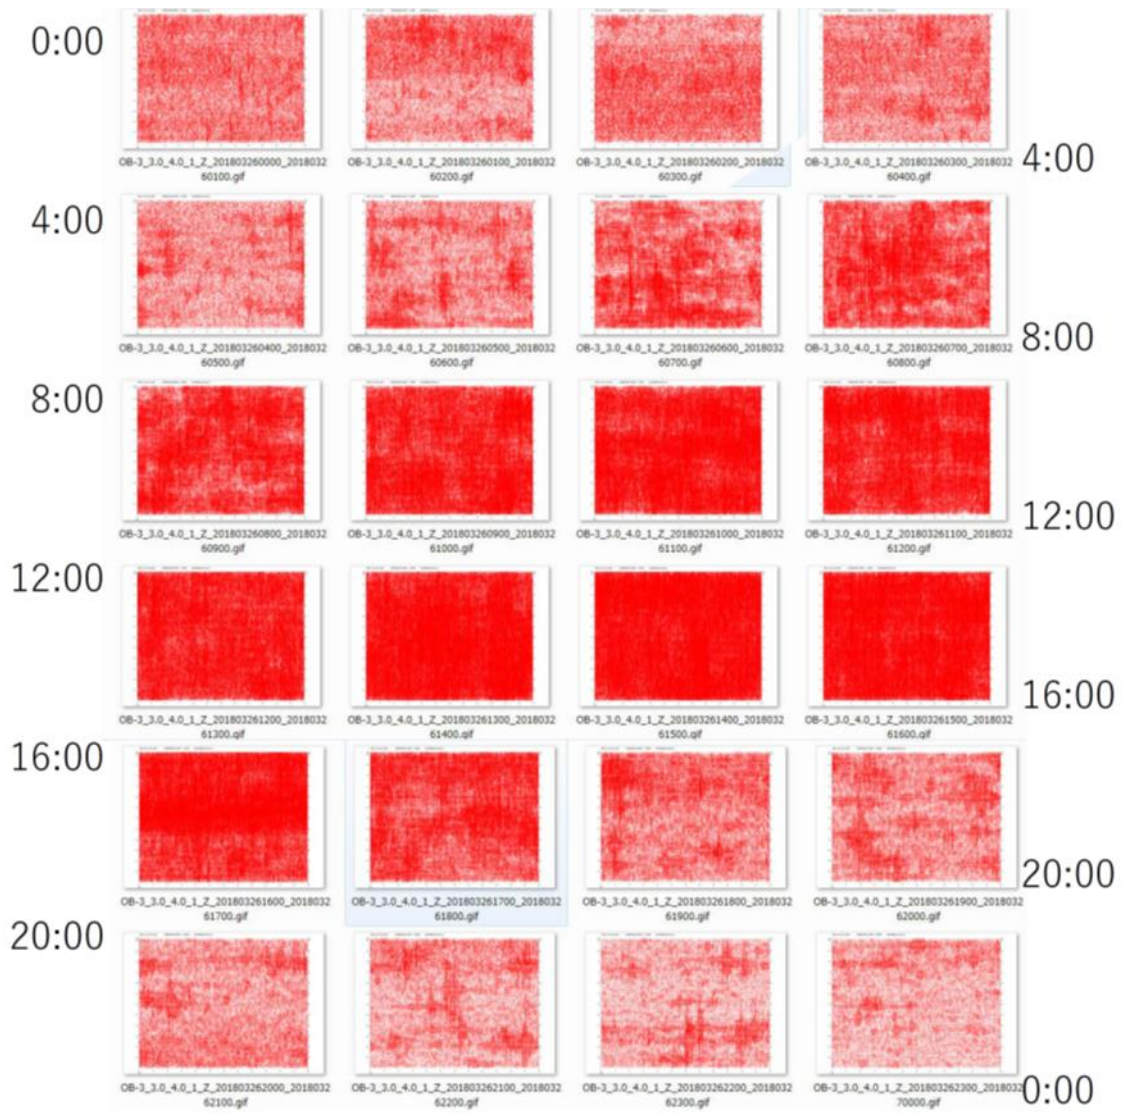 0:00
OB-3_3.0_4.0_1_Z_201803260000_2018032
60100.gif
OB-3_3.0_4.0_1_Z_201803260100_2018032
60200.gif
OB-3_3.0_4.0_1_Z_201803260200_2018032
60300.gif
OB-3_3.0_4.0_1_Z_201803260300_2018032
60400.gif
4:00
4:00
OB-3_3.0_4.0_1_Z_201803260400_2018032
60500.gif
OB-3_3.0_4.0_1_Z_201803260500_2018032
60600.gif
OB-3_3.0_4.0_1_Z_201803260600_2018032
60700.gif
OB-3_3.0_4.0_1_Z_201803260700_2018032
60800.gif
8:00
8:00
OB-3_3.0_4.0_1_Z_201803260800_2018032
60900.gif
OB-3_3.0_4.0_1_Z_201803260900_2018032
61000.gif
OB-3_3.0_4.0_1_Z_201803261000_2018032
61100.gif
OB-3_3.0_4.0_1_Z_201803261100_2018032
61200.gif
12:00
12:00
OB-3_3.0_4.0_1_Z_201803261200_2018032
61300.gif
OB-3_3.0_4.0_1_Z_201803261300_2018032
61400.gif
OB-3_3.0_4.0_1_Z_201803261400_2018032
61500.gif
OB-3_3.0_4.0_1_Z_201803261500_2018032
61600.gif
16:00
16:00
OB-3_3.0_4.0_1_Z_201803261600_2018032
61700.gif
OB-3_3.0_4.0_1_Z_201803261700_2018032
61800.gif
OB-3_3.0_4.0_1_Z_201803261800_2018032
61900.gif
OB-3_3.0_4.0_1_Z_201803261900_2018032
62000.gif
20:00
20:00
OB-3_3.0_4.0_1_Z_201803262000_2018032
62100.gif
OB-3_3.0_4.0_1_Z_201803262100_2018032
62200.gif
OB-3_3.0_4.0_1_Z_201803262200_2018032
62300.gif
OB-3_3.0_4.0_1_Z_201803262300_2018032
70000.gif
0:00